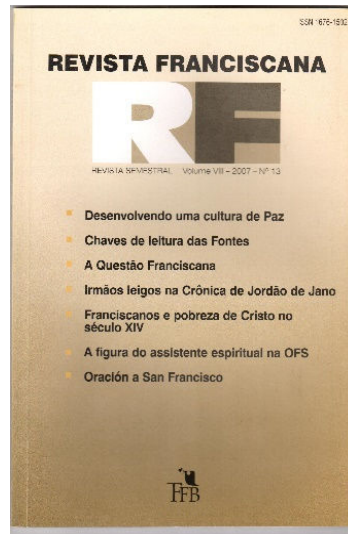 ISSN 1676-1502
REVISTA FRANCISCANA
RF
REVISTA SEMESTRAL - Volume VIII – 2007 – Nº 13
Desenvolvendo uma cultura de Paz
Chaves de leitura das Fontes
A Questão Franciscana
Irmãos leigos na Crônica de Jordão de Jano
Franciscanos e pobreza de Cristo no
século XIV
A figura do assistente espiritual na OFS
Oración a San Francisco
FFB